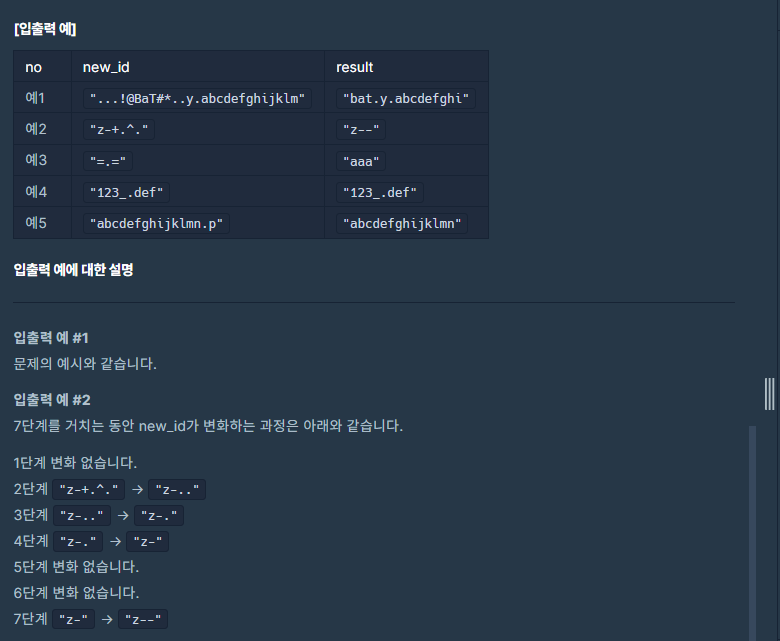 [입출력 예]
no new_id result
예1 "...!@BaT#*..y.abcdefghijklm" "bat.y.abcdefghi"
예2 "z-+.^." "z--"
예3 "=.=" "aaa"
예4 "123_.def" "123_.def"
예5 "abcdefghijklmn.p" "abcdefghijklmn"
입출력 예에 대한 설명
입출력 예 #1
문제의 예시와 같습니다.
입출력 예 #2
7단계를 거치는 동안 new_id가 변화하는 과정은 아래와 같습니다.
1단계 변화 없습니다.
2단계 "z-+.^." → "z-.."
3단계 "z-.." → "z-."
4단계 "z-." → "z-"
5단계 변화 없습니다.
6단계 변화 없습니다.
7단계 "z-" → "z--"